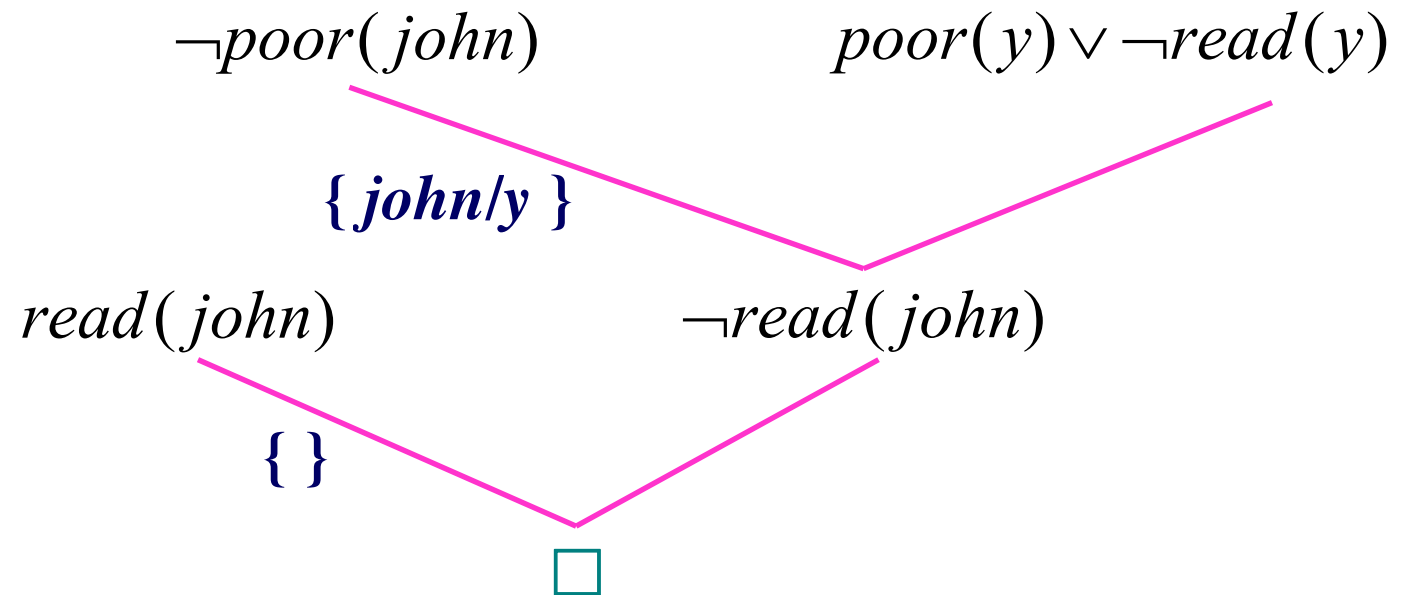 ¬poor(john) poor(y)∨¬read(y)
{ john/y }
read(john) ¬read(john)
{ }
□